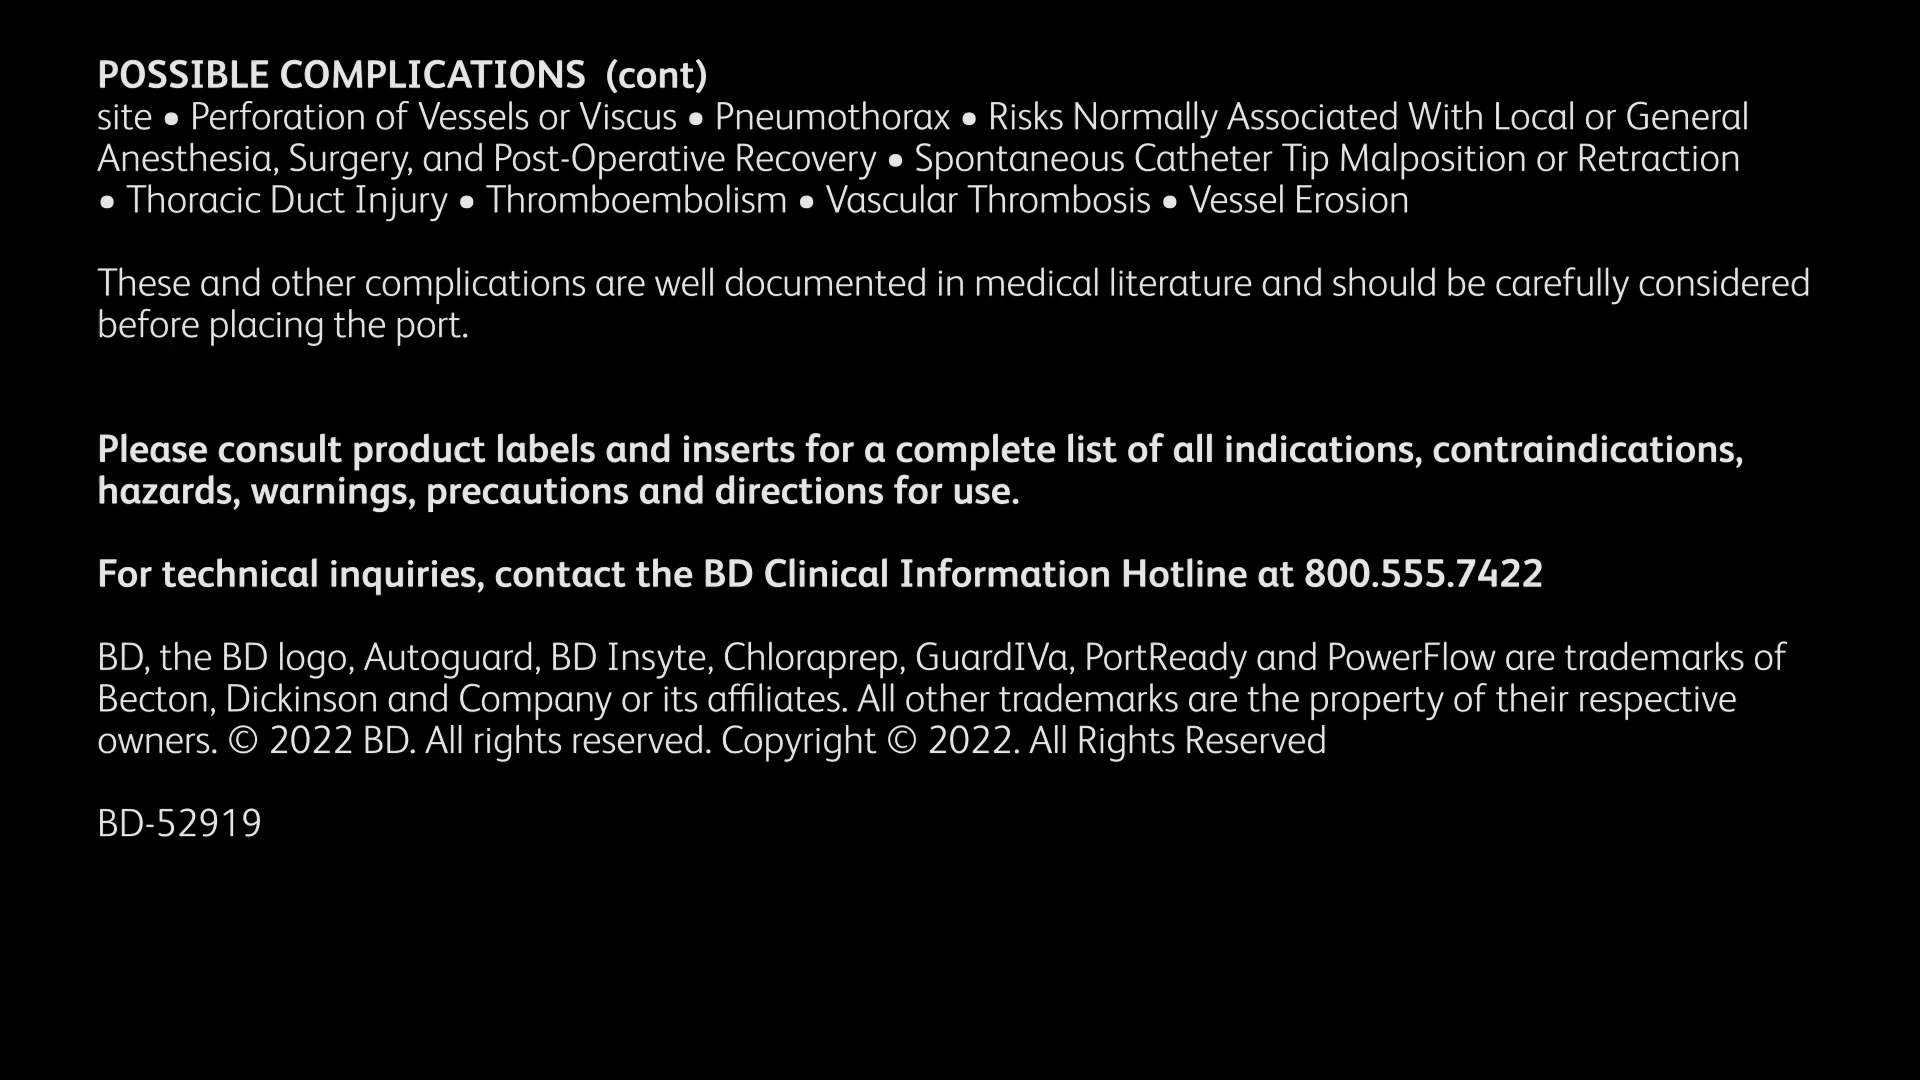 POSSIBLE COMPLICATIONS (cont)
site • Perforation of Vessels or Viscus • Pneumothorax • Risks Normally Associated With Local or General
Anesthesia, Surgery, and Post-Operative Recovery • Spontaneous Catheter Tip Malposition or Retraction
• Thoracic Duct Injury • Thromboembolism • Vascular Thrombosis • Vessel Erosion
These and other complications are well documented in medical literature and should be carefully considered
before placing the port.
Please consult product labels and inserts for a complete list of all indications, contraindications,
hazards, warnings, precautions and directions for use.
For technical inquiries, contact the BD Clinical Information Hotline at 800.555.7422
BD, the BD logo, Autoguard, BD Insyte, Chloraprep, GuardIVa, PortReady and PowerFlow are trademarks of
Becton, Dickinson and Company or its affiliates. All other trademarks are the property of their respective
owners. © 2022 BD. All rights reserved. Copyright © 2022. All Rights Reserved
BD-52919